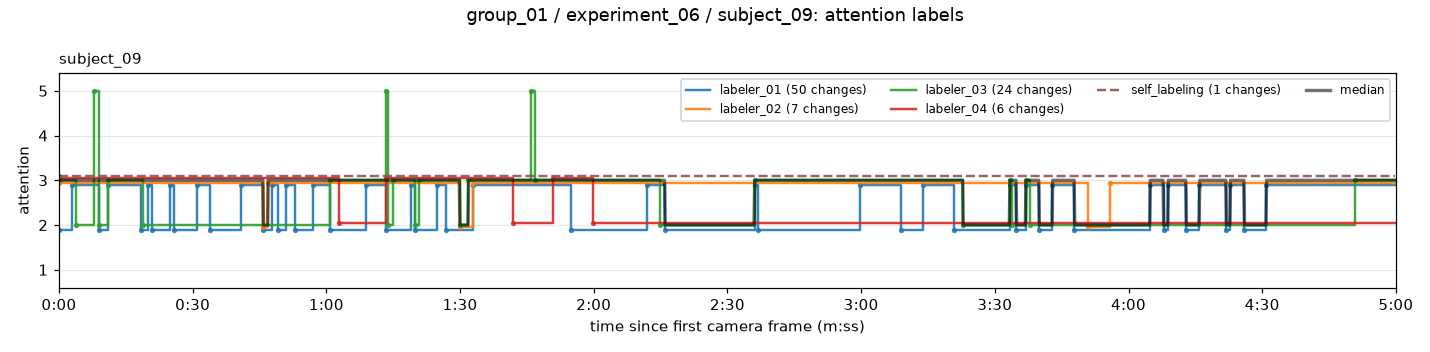 group_01 / experiment_06 / subject_09: attention labels
subject_09
labeler_01 (50 changes)
labeler_02 (7 changes)
labeler_03 (24 changes)
labeler_04 (6 changes)
self_labeling (1 changes)
median
attention
5
4
3
2
1
0:00 0:30 1:00 1:30 2:00 2:30 3:00 3:30 4:00 4:30 5:00
time since first camera frame (m:ss)